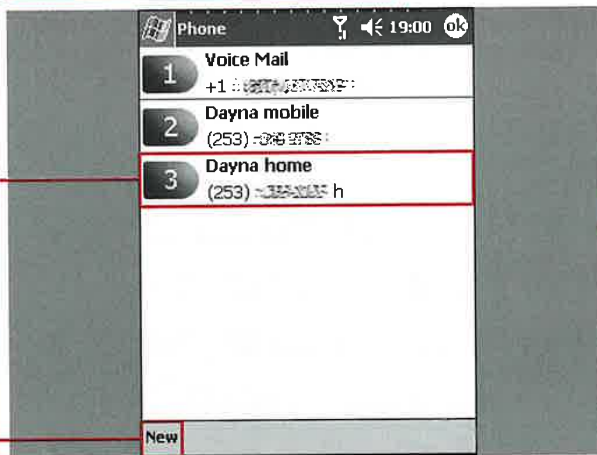 Phone 19:00 ok
1 Voice Mail
+1
2 Dayna mobile
(253)
3 Dayna home
(253) h
New